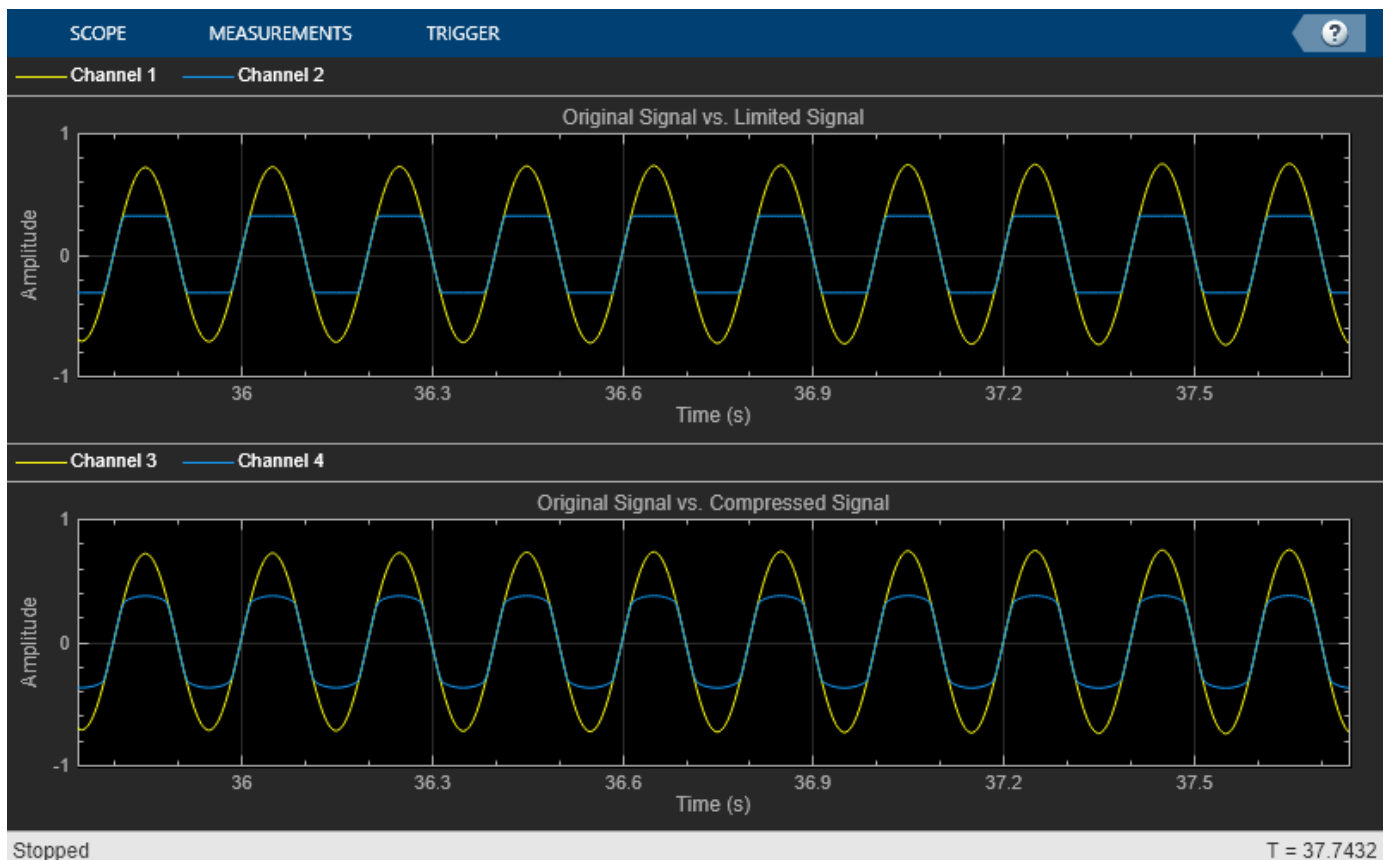 SCOPE MEASUREMENTS TRIGGER ?
Channel 1 Channel 2
Original Signal vs. Limited Signal
1
0
-1
Amplitude
36 36.3 36.6 36.9 37.2 37.5
Time (s)
Channel 3 Channel 4
Original Signal vs. Compressed Signal
1
0
-1
Amplitude
36 36.3 36.6 36.9 37.2 37.5
Time (s)
Stopped T = 37.7432